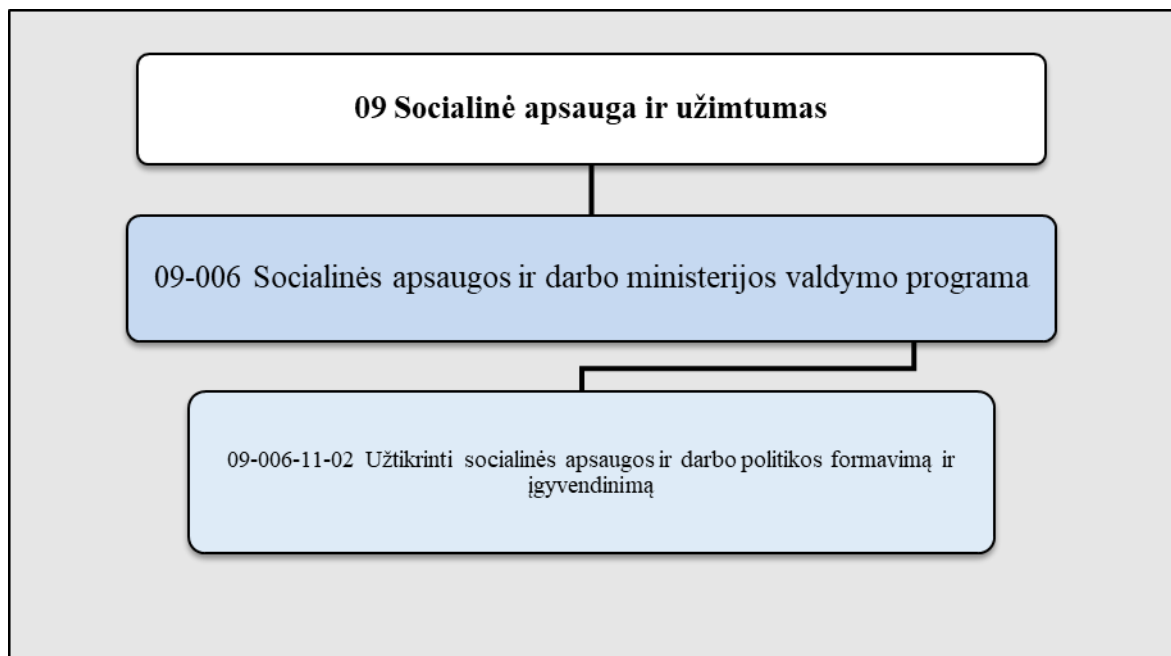 09 Socialinė apsauga ir užimtumas
09-006 Socialinės apsaugos ir darbo ministerijos valdymo programa
09-006-11-02 Užtikrinti socialinės apsaugos ir darbo politikos formavimą ir
įgyvendinimą